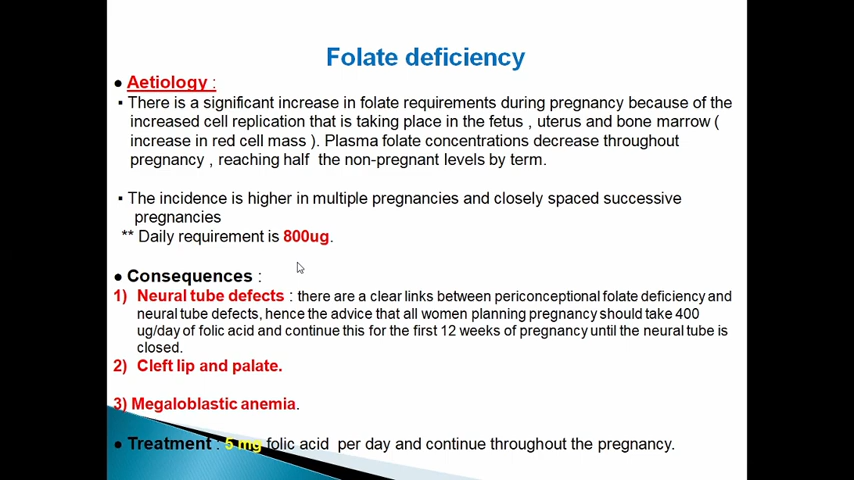 Folate deficiency
● Aetiology :
▪ There is a significant increase in folate requirements during pregnancy because of the
increased cell replication that is taking place in the fetus , uterus and bone marrow (
increase in red cell mass ). Plasma folate concentrations decrease throughout
pregnancy , reaching half the non-pregnant levels by term.
▪ The incidence is higher in multiple pregnancies and closely spaced successive
pregnancies
** Daily requirement is 800ug.
● Consequences :
1) Neural tube defects : there are a clear links between periconceptional folate deficiency and
neural tube defects, hence the advice that all women planning pregnancy should take 400
ug/day of folic acid and continue this for the first 12 weeks of pregnancy until the neural tube is
closed.
2) Cleft lip and palate.
3) Megaloblastic anemia.
● Treatment : 5 mg folic acid per day and continue throughout the pregnancy.